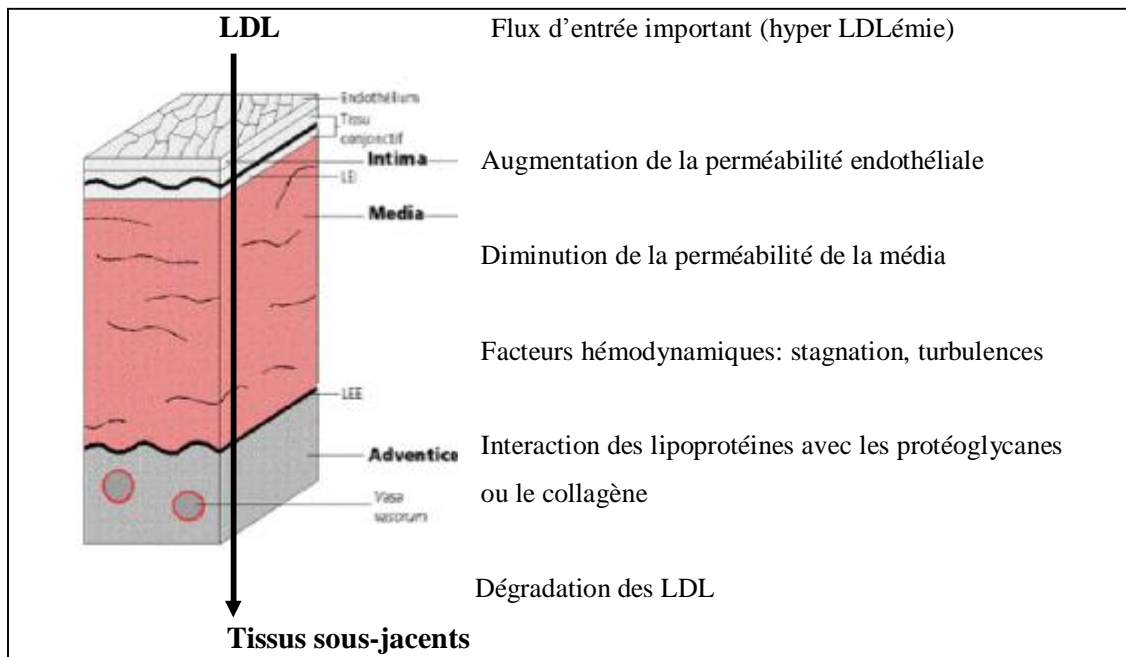 LDL
Flux d’entrée important (hyper LDLémie)
Endothélium
Tissu
conjonctif
Intima
LEI
Augmentation de la perméabilité endothéliale
Media
Diminution de la perméabilité de la média
Facteurs hémodynamiques: stagnation, turbulences
LEE
Adventice
Interaction des lipoprotéines avec les protéoglycanes
ou le collagène
Vasa
vasorum
Dégradation des LDL
Tissus sous-jacents